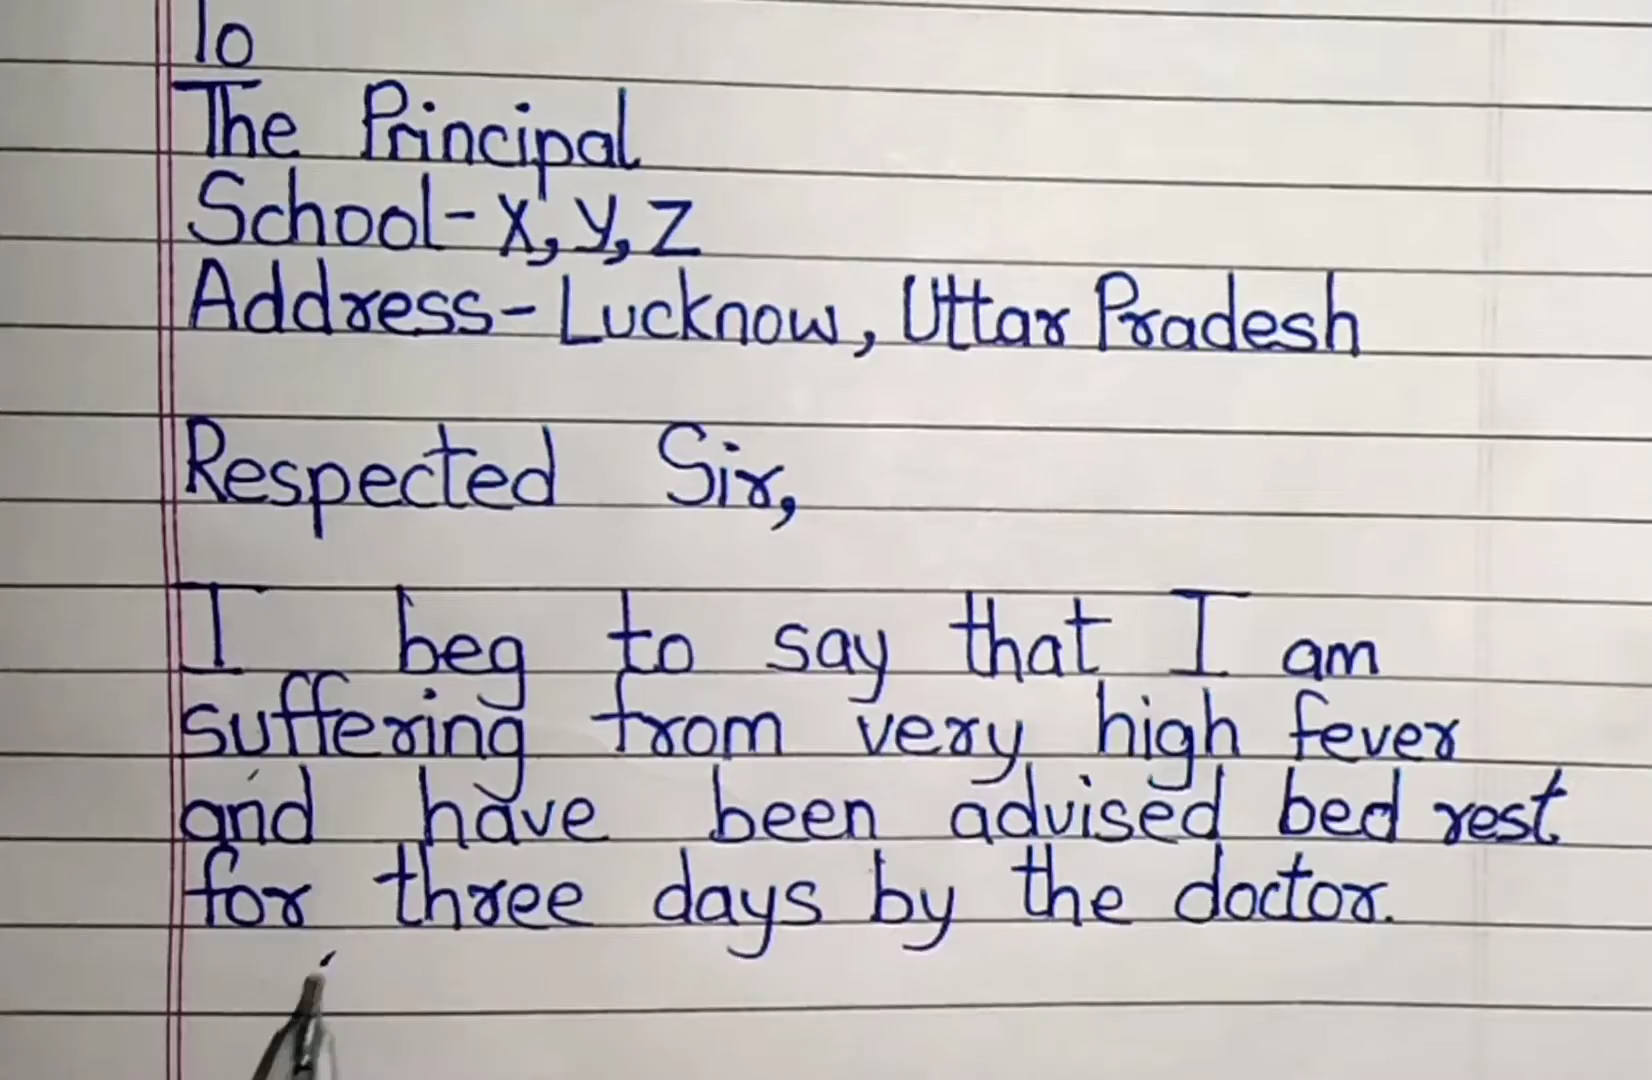 To
The Principal
School- X, Y, Z
Address- Lucknow, Uttar Pradesh
Respected Sir,
I beg to say that I am
suffering from very high fever
and have been advised bed rest
for three days by the doctor.